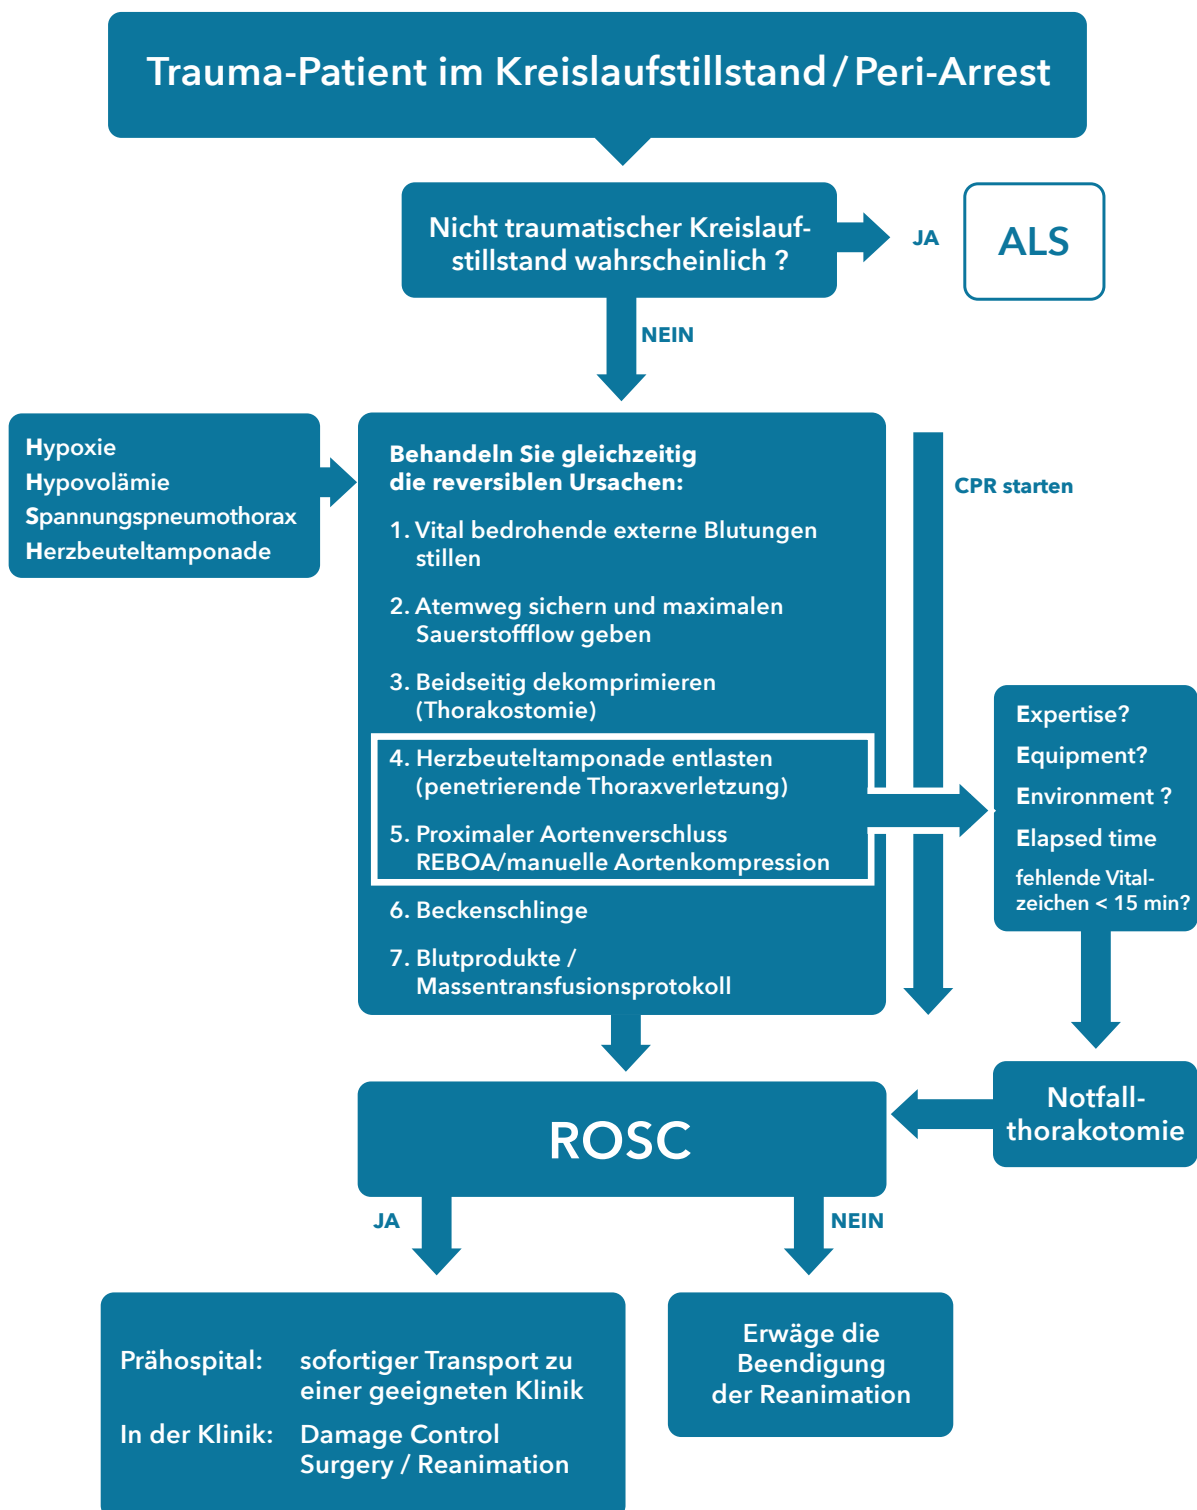 Trauma-Patient im Kreislaufstillstand / Peri-Arrest
Nicht traumatischer Kreislauf-
stillstand wahrscheinlich ?
JA
ALS
NEIN
Hypoxie
Hypovolämie
Spannungspneumothorax
Herzbeuteltamponade
Behandeln Sie gleichzeitig
die reversiblen Ursachen:
1. Vital bedrohende externe Blutungen
stillen
2. Atemweg sichern und maximalen
Sauerstoffflow geben
3. Beidseitig dekomprimieren
(Thorakostomie)
4. Herzbeuteltamponade entlasten
(penetrierende Thoraxverletzung)
5. Proximaler Aortenverschluss
REBOA/manuelle Aortenkompression
6. Beckenschlinge
7. Blutprodukte /
Massentransfusionsprotokoll
CPR starten
Expertise?
Equipment?
Environment ?
Elapsed time
fehlende Vital-
zeichen < 15 min?
Notfall-
thorakotomie
ROSC
JA
NEIN
Prähospital: sofortiger Transport zu
einer geeigneten Klinik
In der Klinik: Damage Control
Surgery / Reanimation
Erwäge die
Beendigung
der Reanimation